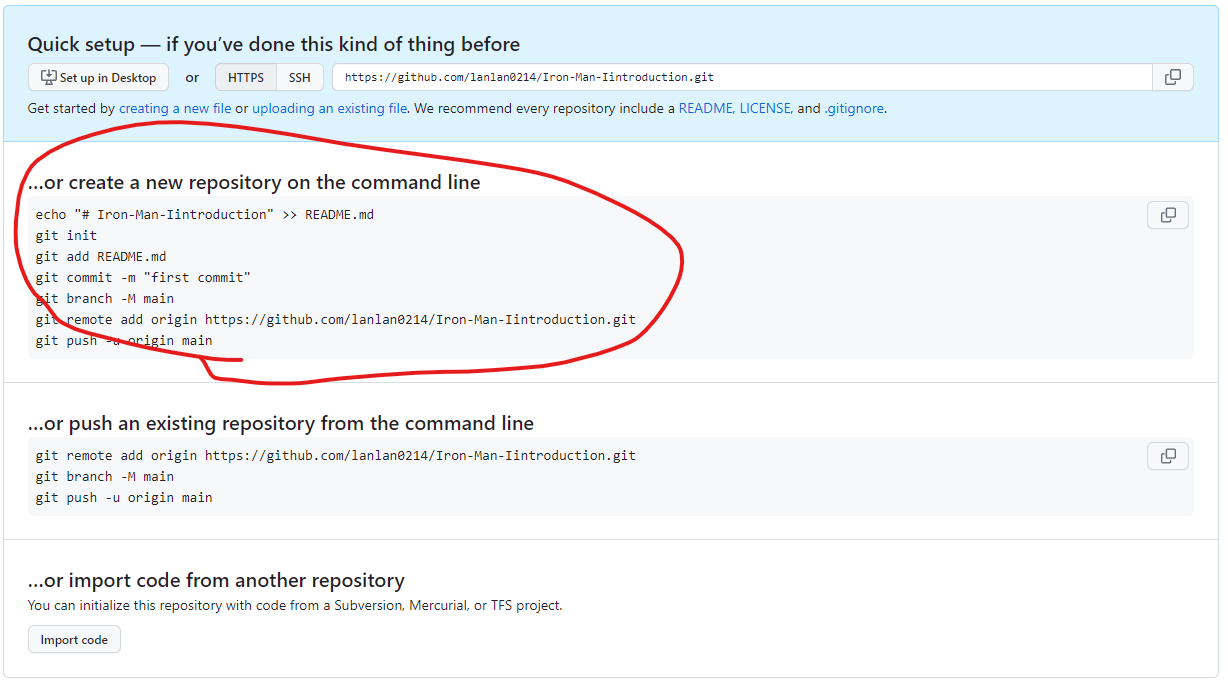 Quick setup — if you’ve done this kind of thing before
Set up in Desktop or HTTPS SSH https://github.com/lanlan0214/Iron-Man-Iintroduction.git
Get started by creating a new file or uploading an existing file. We recommend every repository include a README, LICENSE, and .gitignore.
…or create a new repository on the command line
echo "# Iron-Man-Iintroduction" >> README.md
git init
git add README.md
git commit -m "first commit"
git branch -M main
git remote add origin https://github.com/lanlan0214/Iron-Man-Iintroduction.git
git push -u origin main
…or push an existing repository from the command line
git remote add origin https://github.com/lanlan0214/Iron-Man-Iintroduction.git
git branch -M main
git push -u origin main
…or import code from another repository
You can initialize this repository with code from a Subversion, Mercurial, or TFS project.
Import code